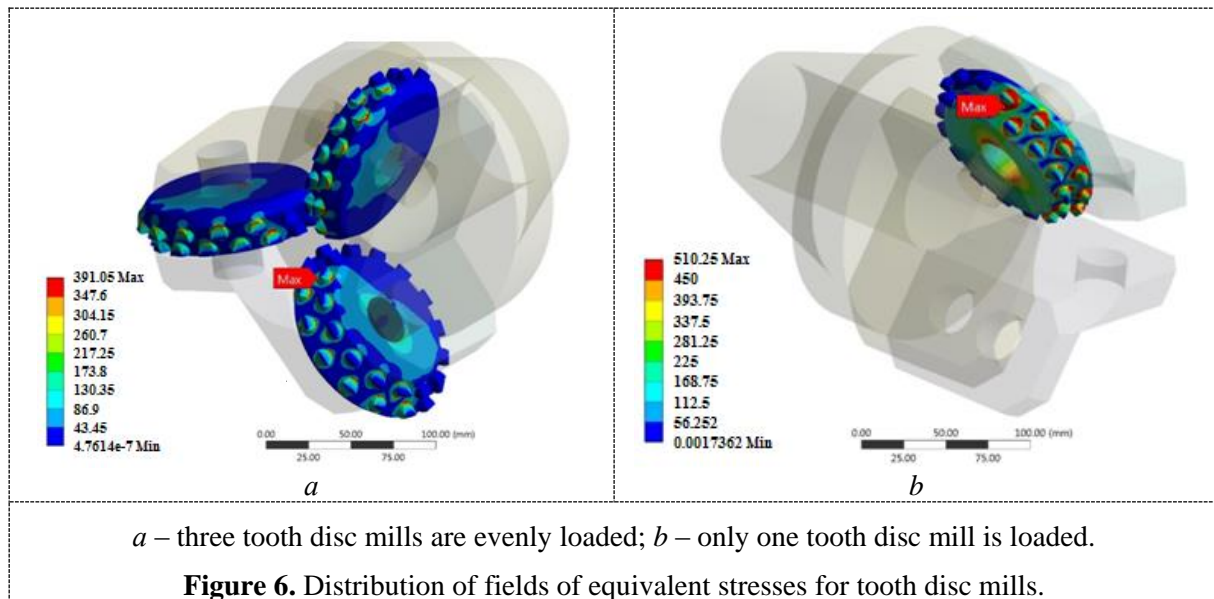 Max
391.05 Max
347.6
304.15
260.7
217.25
173.8
130.35
86.9
43.45
4.7614e-7 Min
0.00 50.00 100.00 (mm)
25.00 75.00
a
Max
510.25 Max
450
393.75
337.5
281.25
225
168.75
112.5
56.252
0.0017362 Min
0.00 50.00 100.00 (mm)
25.00 75.00
b
a – three tooth disc mills are evenly loaded; b – only one tooth disc mill is loaded.
Figure 6. Distribution of fields of equivalent stresses for tooth disc mills.